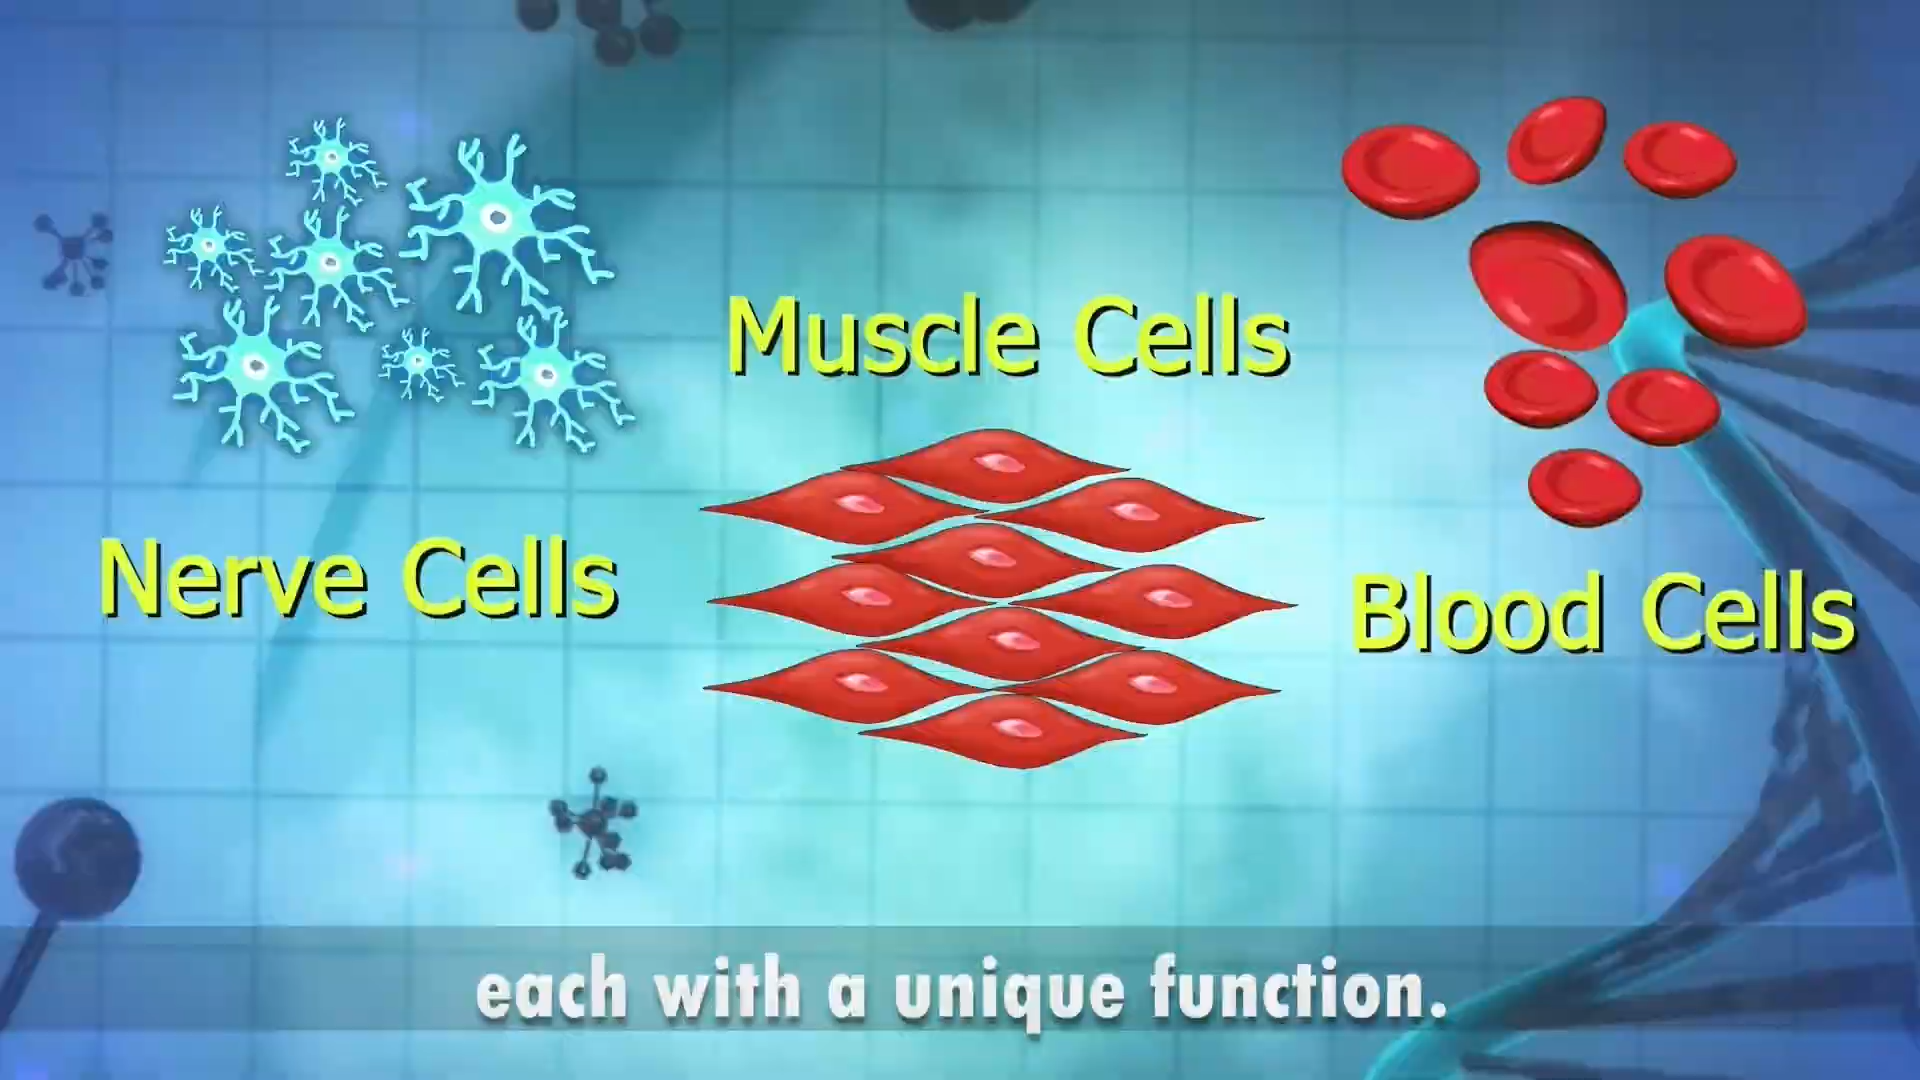 Muscle Cells
Nerve Cells
Blood Cells
each with a unique function.